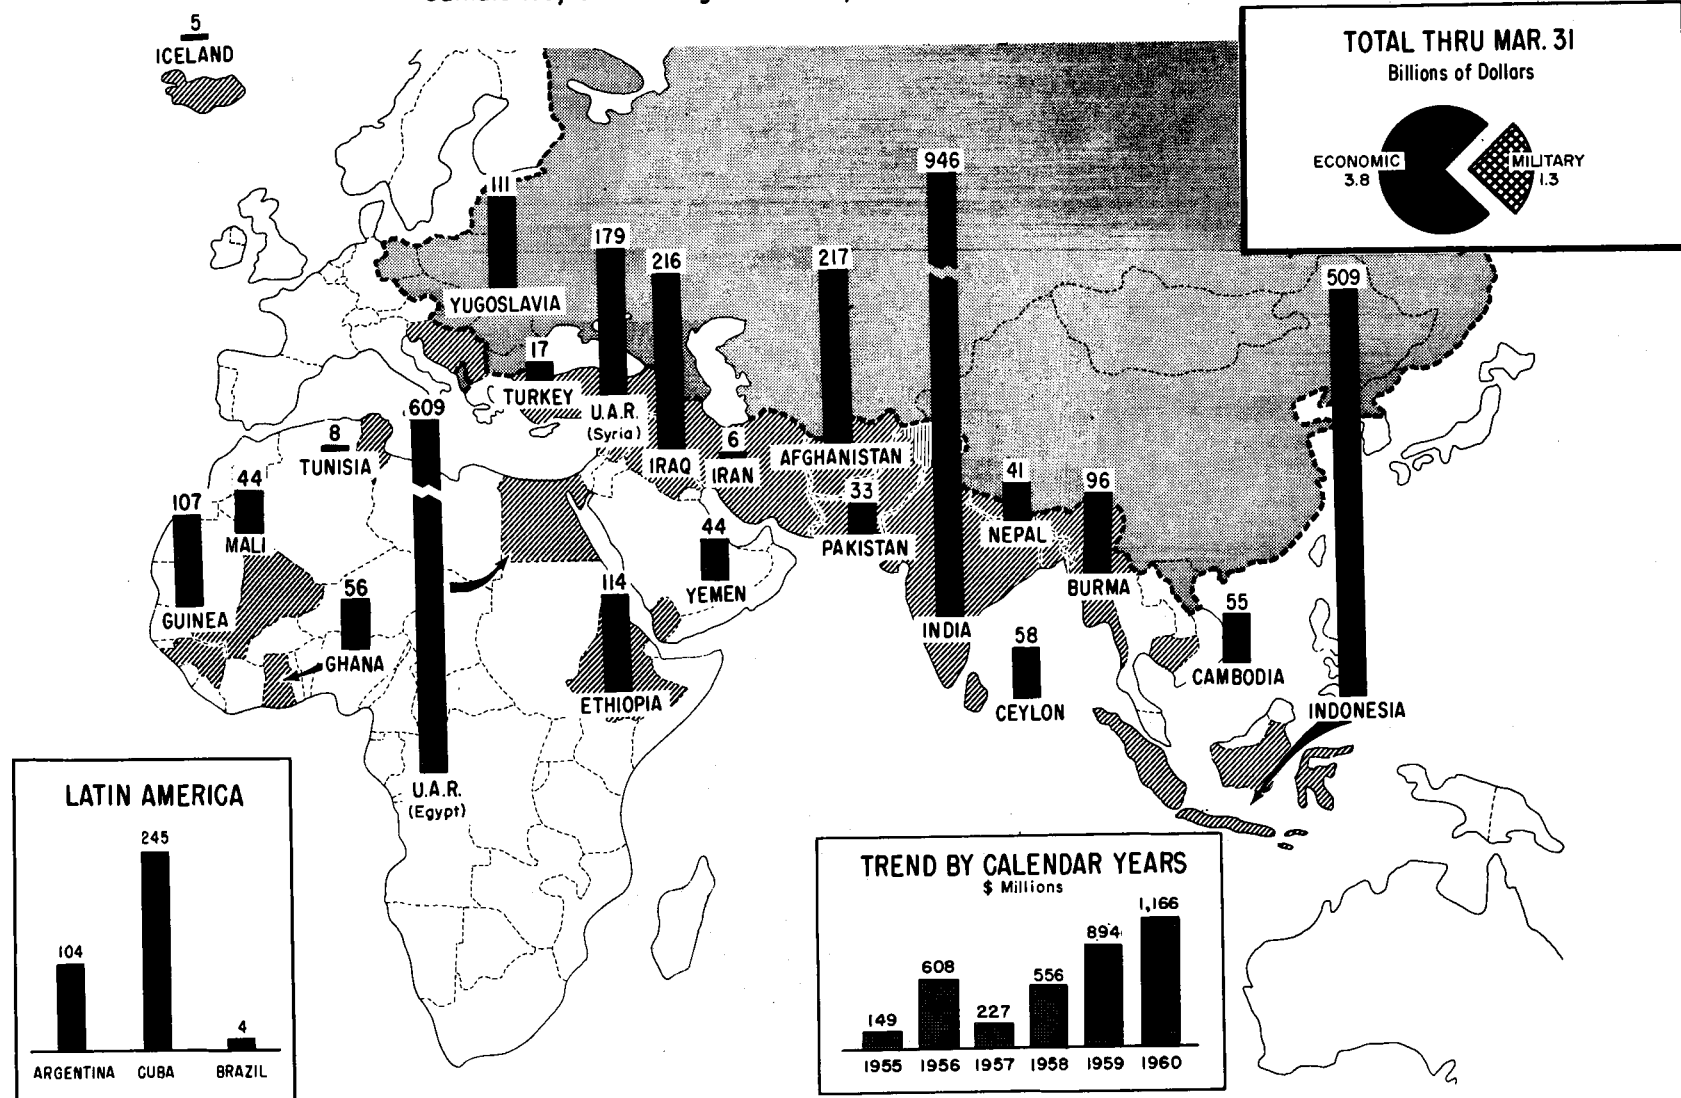 5
ICELAND
TOTAL THRU MAR. 31
Billions of Dollars
ECONOMIC
3.8
MILITARY
1.3
946
111
YUGOSLAVIA
179
U.A.R.
(Syria)
216
IRAQ
217
AFGHANISTAN
509
INDONESIA
17
TURKEY
609
U.A.R.
(Egypt)
8
TUNISIA
6
IRAN
44
MALI
107
GUINEA
33
PAKISTAN
41
NEPAL
96
BURMA
44
YEMEN
56
GHANA
114
ETHIOPIA
INDIA
58
CEYLON
55
CAMBODIA
LATIN AMERICA
104
245
4
ARGENTINA CUBA BRAZIL
TREND BY CALENDAR YEARS
$ Millions
149
608
227
556
894
1,166
1955 1956 1957 1958 1959 1960